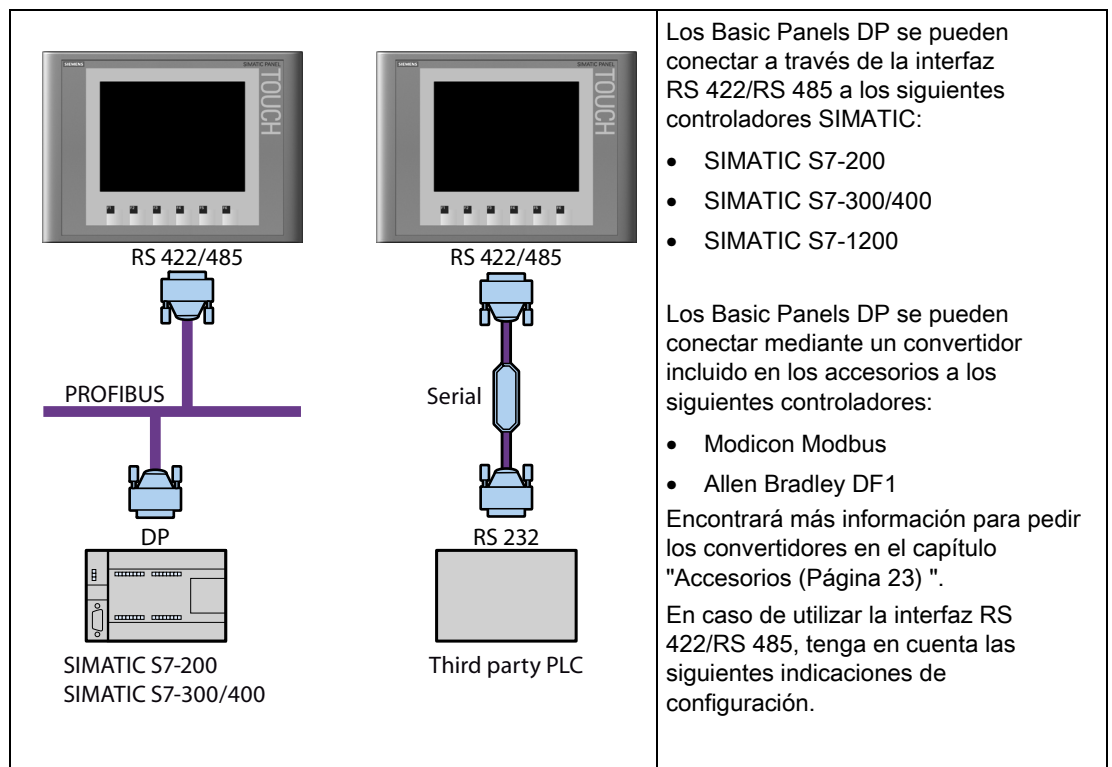 SIEMENS
SIMATIC PANEL
TOUCH
RS 422/485
PROFIBUS
DP
SIMATIC S7-200
SIMATIC S7-300/400
SIEMENS
SIMATIC PANEL
TOUCH
RS 422/485
Serial
RS 232
Third party PLC
Los Basic Panels DP se pueden
conectar a través de la interfaz
RS 422/RS 485 a los siguientes
controladores SIMATIC:
• SIMATIC S7-200
• SIMATIC S7-300/400
• SIMATIC S7-1200
Los Basic Panels DP se pueden
conectar mediante un convertidor
incluido en los accesorios a los
siguientes controladores:
• Modicon Modbus
• Allen Bradley DF1
Encontrará más información para pedir
los convertidores en el capítulo
"Accesorios (Página 23) ".
En caso de utilizar la interfaz RS
422/RS 485, tenga en cuenta las
siguientes indicaciones de
configuración.